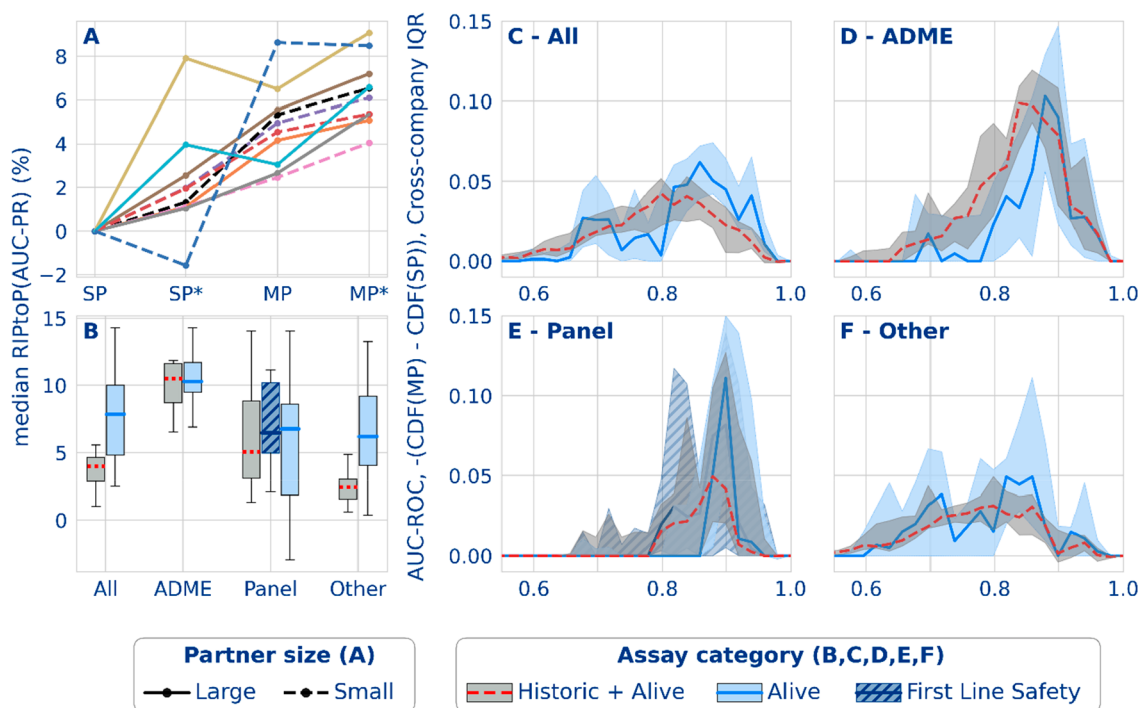 median RIPtoP(AUC-PR) (%)
A
8
6
4
2
0
−2
SP
SP*
MP
MP*
B
15
10
5
0
All
ADME
Panel
Other
AUC-ROC, -(CDF(MP) - CDF(SP)), Cross-company IQR
C - All
0.15
0.10
0.05
0.00
0.6
0.8
1.0
D - ADME
0.6
0.8
1.0
E - Panel
0.15
0.10
0.05
0.00
0.6
0.8
1.0
F - Other
0.6
0.8
1.0
Partner size (A)
Large
Small
Assay category (B,C,D,E,F)
Historic + Alive
Alive
First Line Safety